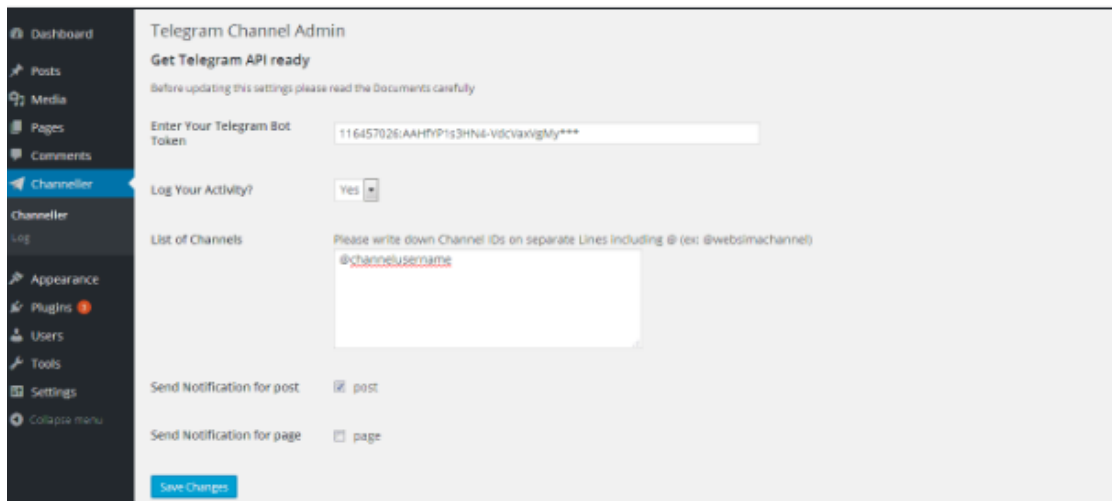 Dashboard
Posts
Media
Pages
Comments
Channeller
Channeller
Log
Appearance
Plugins 3
Users
Tools
Settings
Collapse menu
Telegram Channel Admin
Get Telegram API ready
Before updating this settings please read the Documents carefully
Enter Your Telegram Bot
Token
116457026:AAHfYP1s3HN4-VdcVaxVgMy***
Log Your Activity?
Yes
List of Channels
Please write down Channel IDs on separate Lines including @ (ex: @websimachannel)
@channelusername
Send Notification for post
post
Send Notification for page
page
Save Changes